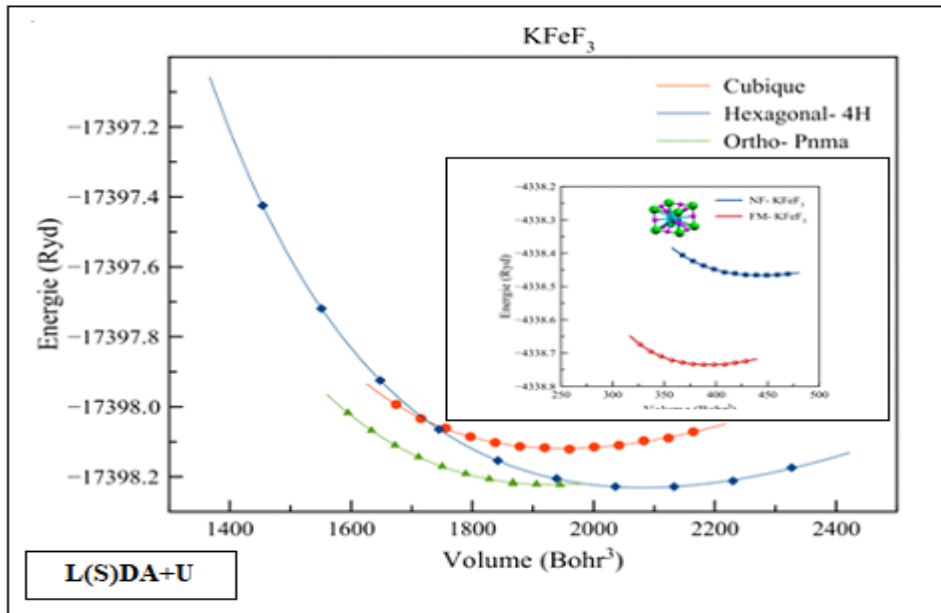 KFeF₃
Cubique
Hexagonal- 4H
Ortho- Pnma
−17397.2
−17397.4
−17397.6
−17397.8
−17398.0
−17398.2
Energie (Ryd)
1400 1600 1800 2000 2200 2400
Volume (Bohr³)
NF- KFeF₃
FM- KFeF₃
−4338.2
−4338.3
−4338.4
−4338.5
−4338.6
−4338.7
−4338.8
Energie (Ryd)
250 300 350 400 450 500
Volume (Bohr³)
L(S)DA+U